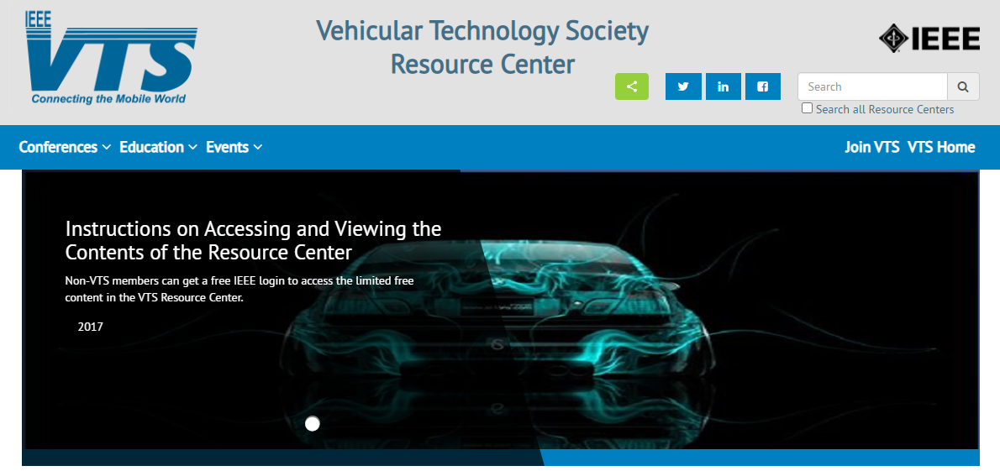 IEEE
VTS
Connecting the Mobile World
Vehicular Technology Society
Resource Center
IEEE
Search
Search all Resource Centers
Conferences
Education
Events
Join VTS
VTS Home
Instructions on Accessing and Viewing the
Contents of the Resource Center
Non-VTS members can get a free IEEE login to access the limited free
content in the VTS Resource Center.
2017